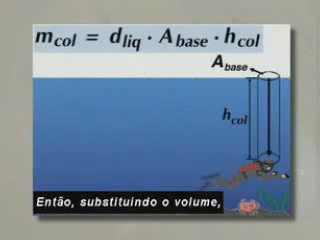 m_col = d_liq · A_base · h_col
A_base
h_col
Então, substituindo o volume,